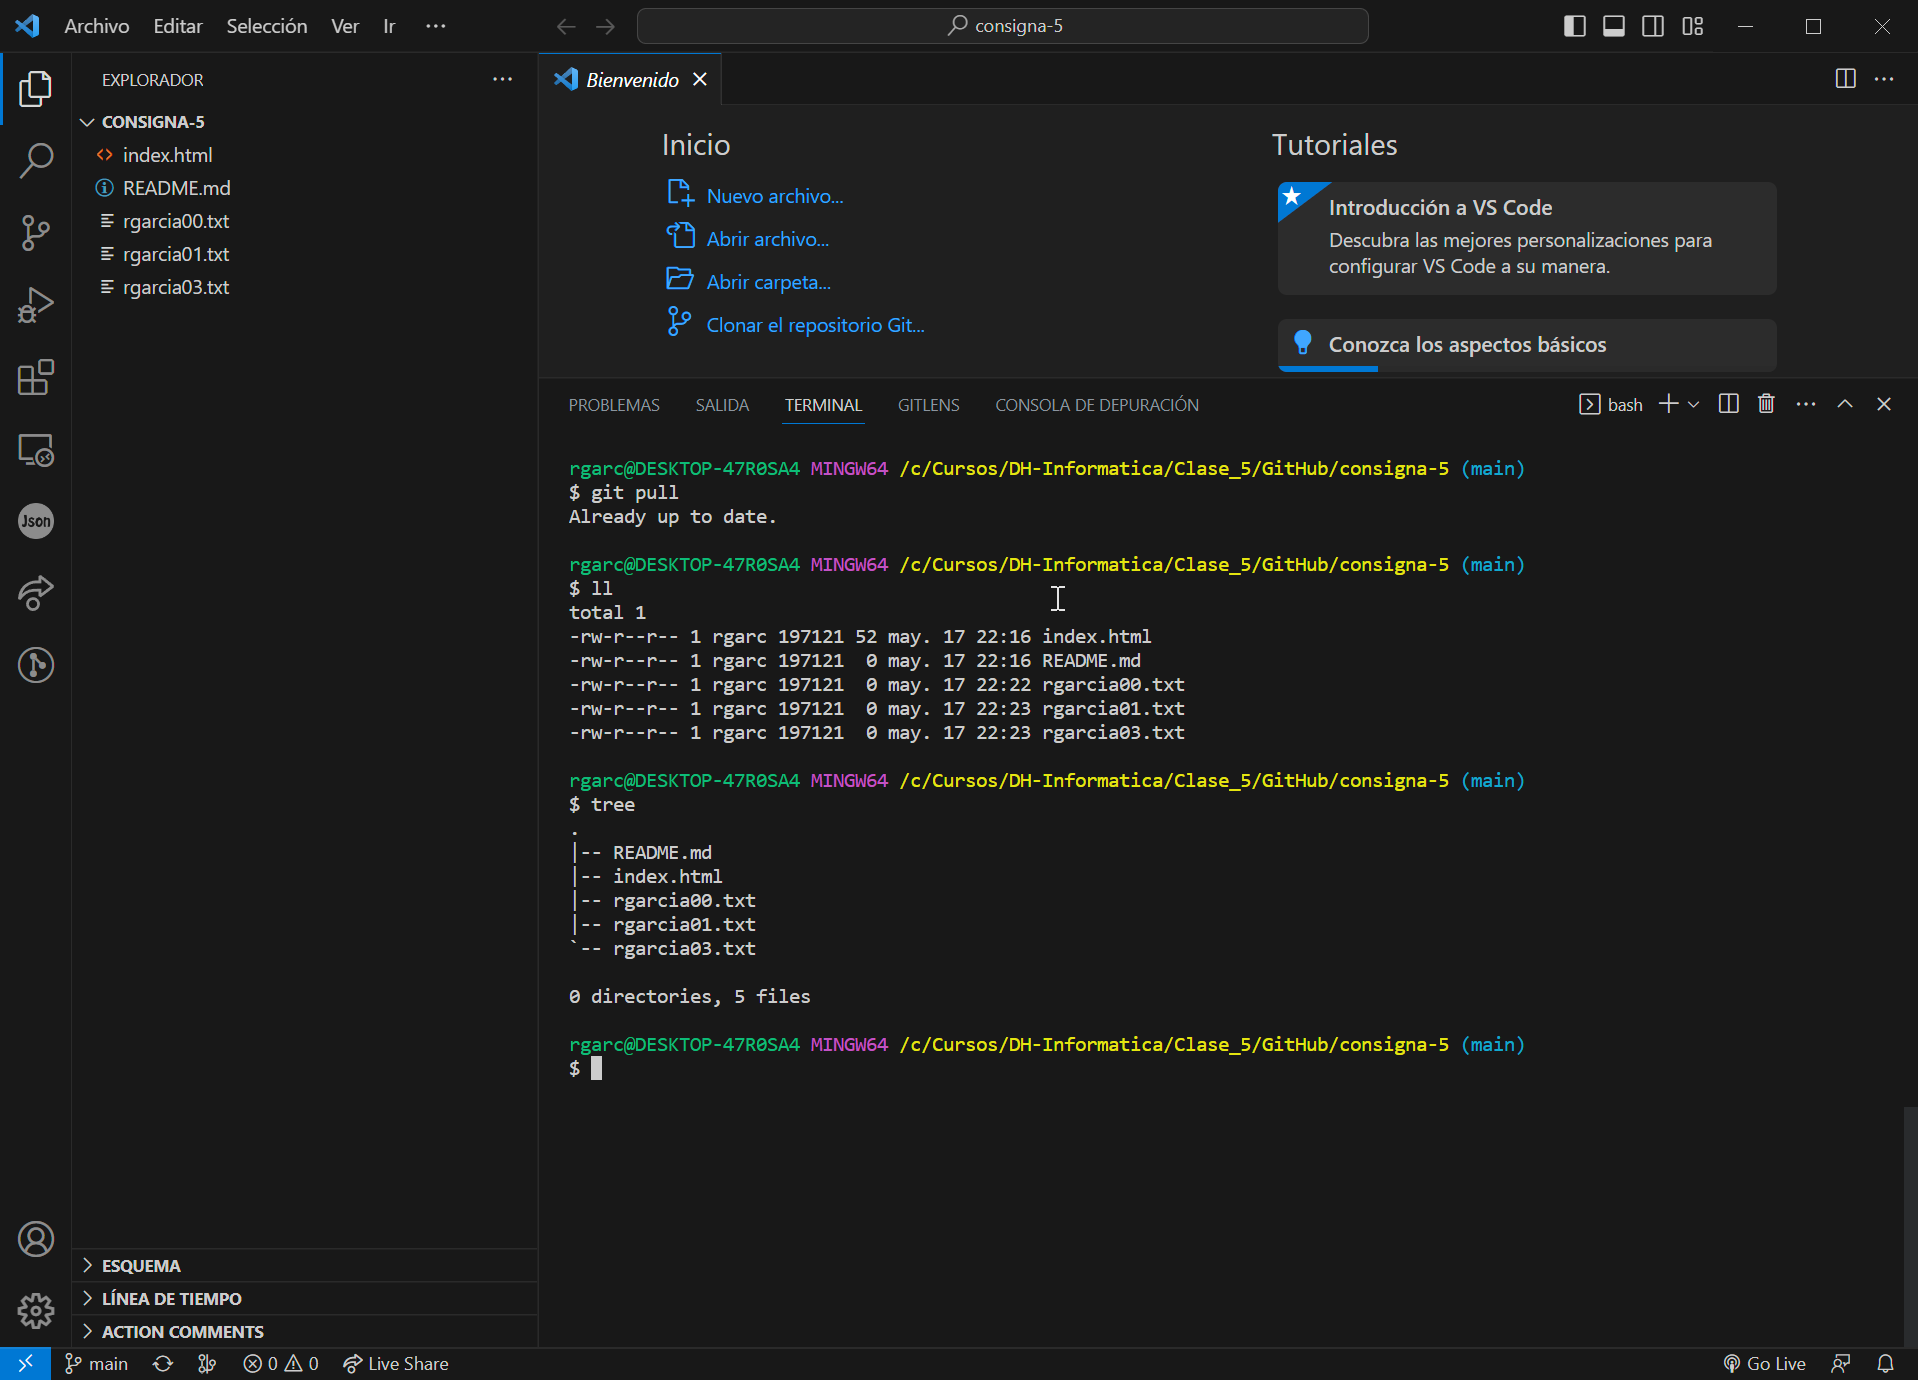 Archivo Editar Selección Ver Ir ···
consigna-5
EXPLORADOR
CONSIGNA-5
index.html
README.md
rgarcia00.txt
rgarcia01.txt
rgarcia03.txt
ESQUEMA
LÍNEA DE TIEMPO
ACTION COMMENTS
Json
Bienvenido
Inicio
Nuevo archivo...
Abrir archivo...
Abrir carpeta...
Clonar el repositorio Git...
Tutoriales
Introducción a VS Code
Descubra las mejores personalizaciones para
configurar VS Code a su manera.
Conozca los aspectos básicos
PROBLEMAS SALIDA TERMINAL GITLENS CONSOLA DE DEPURACIÓN
bash
rgarc@DESKTOP-47R0SA4 MINGW64 /c/Cursos/DH-Informatica/Clase_5/GitHub/consigna-5 (main)
$ git pull
Already up to date.
rgarc@DESKTOP-47R0SA4 MINGW64 /c/Cursos/DH-Informatica/Clase_5/GitHub/consigna-5 (main)
$ ll
total 1
-rw-r--r-- 1 rgarc 197121 52 may. 17 22:16 index.html
-rw-r--r-- 1 rgarc 197121  0 may. 17 22:16 README.md
-rw-r--r-- 1 rgarc 197121  0 may. 17 22:22 rgarcia00.txt
-rw-r--r-- 1 rgarc 197121  0 may. 17 22:23 rgarcia01.txt
-rw-r--r-- 1 rgarc 197121  0 may. 17 22:23 rgarcia03.txt
rgarc@DESKTOP-47R0SA4 MINGW64 /c/Cursos/DH-Informatica/Clase_5/GitHub/consigna-5 (main)
$ tree
.
|-- README.md
|-- index.html
|-- rgarcia00.txt
|-- rgarcia01.txt
`-- rgarcia03.txt
0 directories, 5 files
rgarc@DESKTOP-47R0SA4 MINGW64 /c/Cursos/DH-Informatica/Clase_5/GitHub/consigna-5 (main)
$
main 0 0 Live Share Go Live